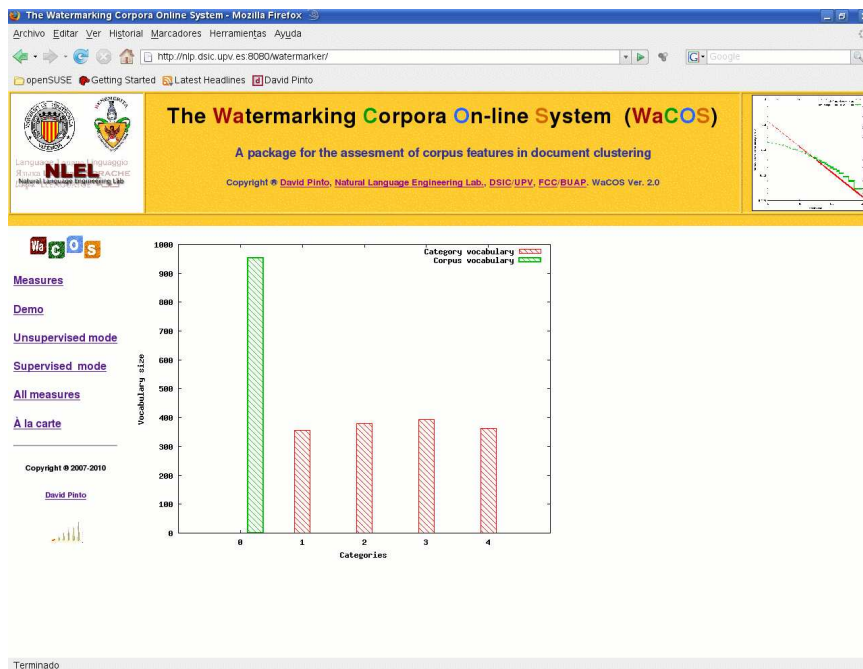 The Watermarking Corpora Online System - Mozilla Firefox
Archivo Editar Ver Historial Marcadores Herramientas Ayuda
http://nlp.dsic.upv.es:8080/watermarker/
G Google
openSUSE Getting Started Latest Headlines David Pinto
The Watermarking Corpora On-line System (WaCOS)
A package for the assesment of corpus features in document clustering
Copyright ® David Pinto, Natural Language Engineering Lab., DSIC/UPV, FCC/BUAP. WaCOS Ver. 2.0
NLEL
Natural Language Engineering Lab
WaCOS
Measures
Demo
Unsupervised mode
Supervised mode
All measures
À la carte
Copyright ® 2007-2010
David Pinto
Category vocabulary
Corpus vocabulary
1000
900
800
700
600
500
400
300
200
100
0
Vocabulary size
0 1 2 3 4
Categories
Terminado